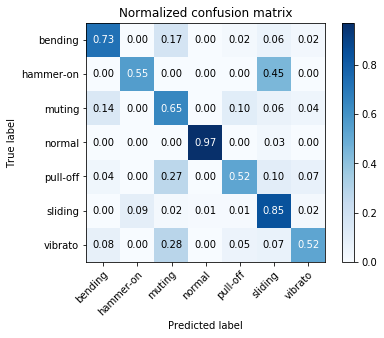 Normalized confusion matrix
True label
bending 0.73 0.00 0.17 0.00 0.02 0.06 0.02
hammer-on 0.00 0.55 0.00 0.00 0.00 0.45 0.00
muting 0.14 0.00 0.65 0.00 0.10 0.06 0.04
normal 0.00 0.00 0.00 0.97 0.00 0.03 0.00
pull-off 0.04 0.00 0.27 0.00 0.52 0.10 0.07
sliding 0.00 0.09 0.02 0.01 0.01 0.85 0.02
vibrato 0.08 0.00 0.28 0.00 0.05 0.07 0.52
bending hammer-on muting normal pull-off sliding vibrato
Predicted label
0.8
0.6
0.4
0.2
0.0